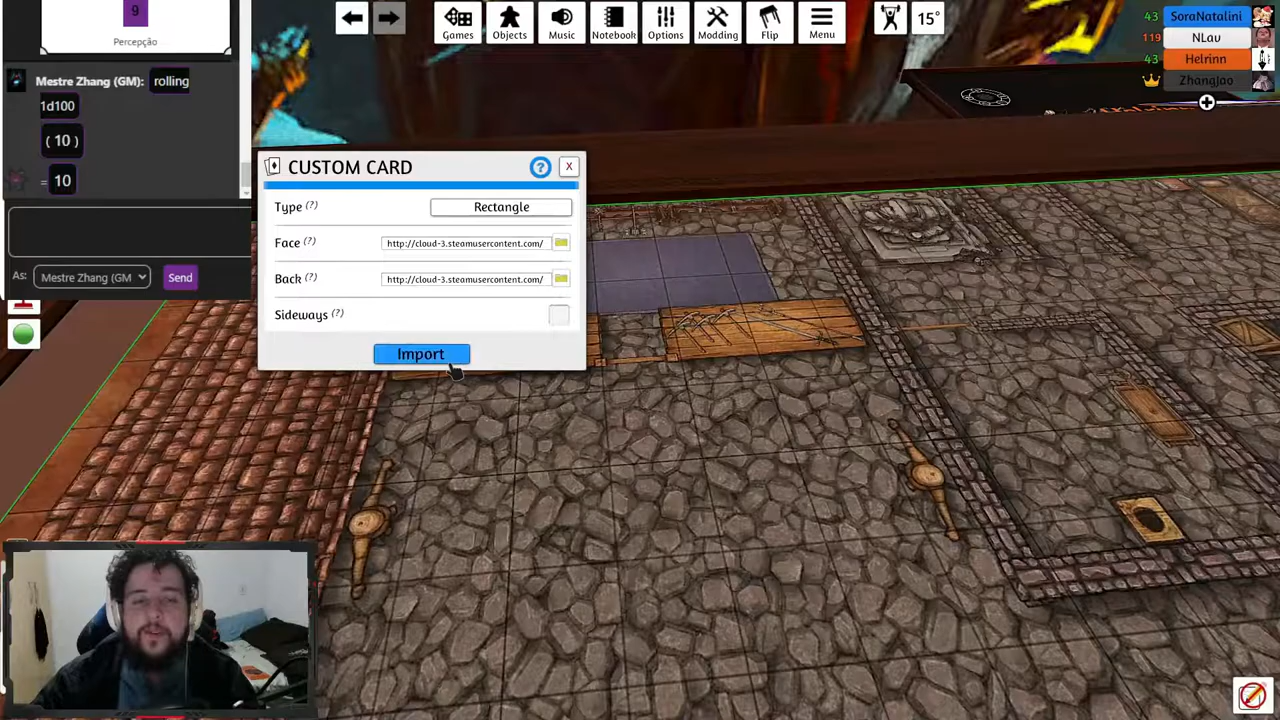 9
Percepção
Mestre Zhang (GM): rolling
1d100
( 10 )
= 10
As: Mestre Zhang (GM Send
Games Objects Music Notebook Options Modding Flip Menu 15°
43 SoraNatalini
119 NLau
43 Helrinn
Zhangjao
CUSTOM CARD ? X
Type (?) Rectangle
Face (?) http://cloud-3.steamusercontent.com/
Back (?) http://cloud-3.steamusercontent.com/
Sideways (?)
Import